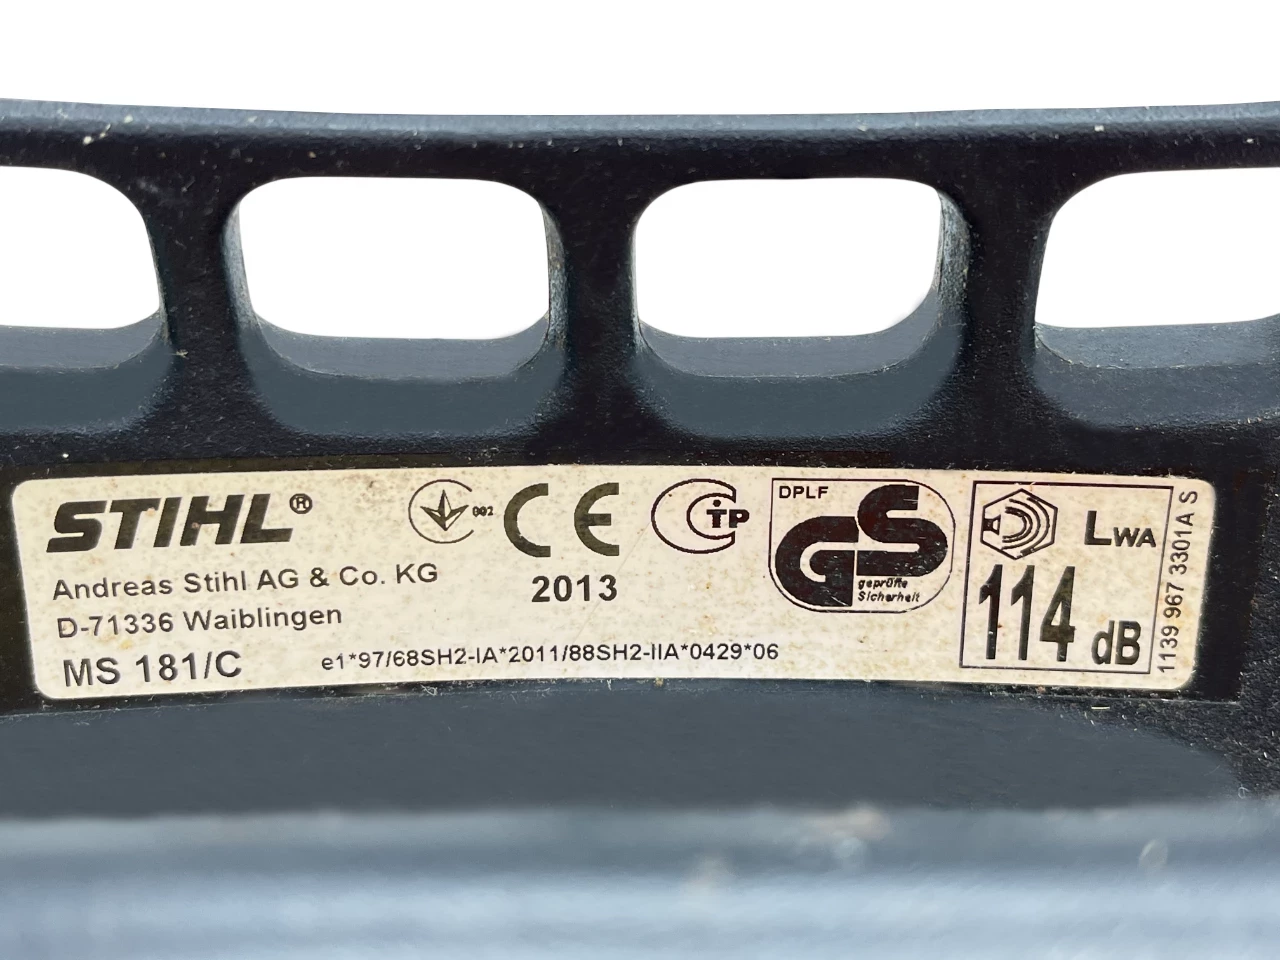 STIHL®
Andreas Stihl AG & Co. KG
D-71336 Waiblingen
MS 181/C
002
CE
2013
e1*97/68SH2-IA*2011/88SH2-IIA*0429*06
CTP
DPLF
GS
geprüfte
Sicherheit
LWA
114 dB
1139 967 3301A S